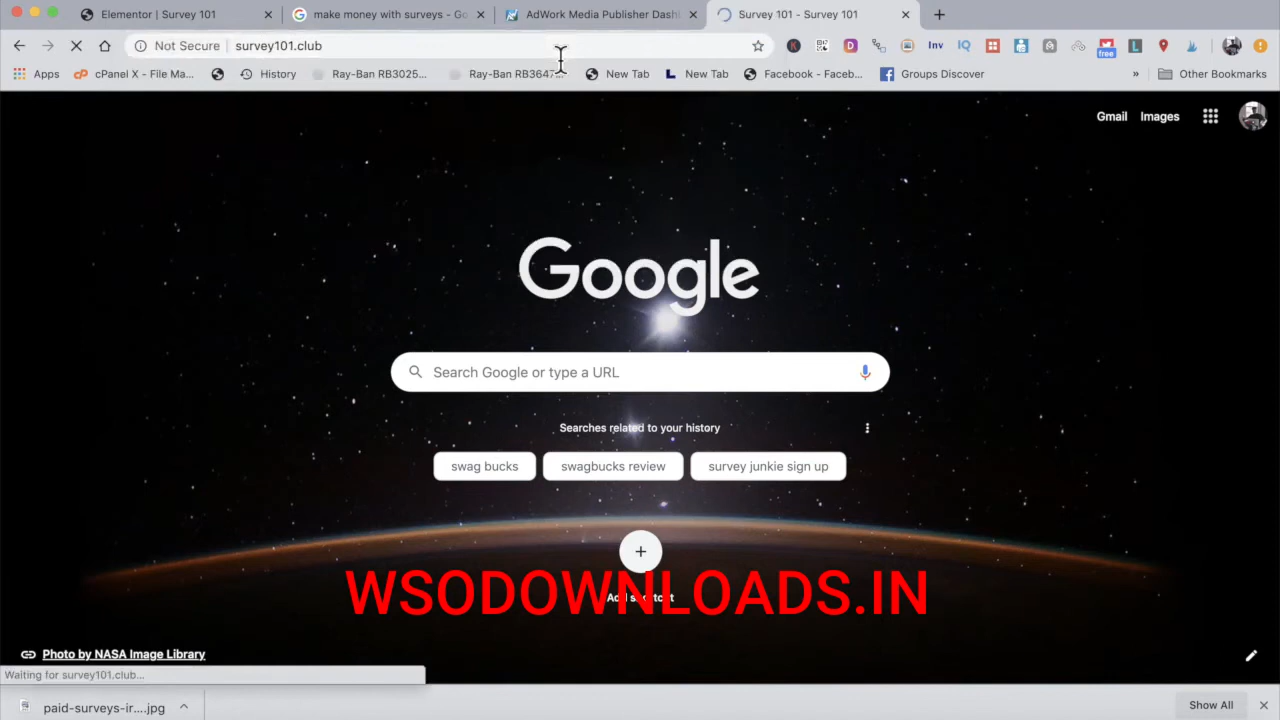 Elementor | Survey 101
make money with surveys - Go
AdWork Media Publisher Dashl
Survey 101 - Survey 101
Not Secure
survey101.club
Inv
IQ
free
Apps
cPanel X - File Ma...
History
Ray-Ban RB3025...
Ray-Ban RB3647
New Tab
New Tab
Facebook - Faceb...
Groups Discover
Other Bookmarks
Gmail
Images
Google
Search Google or type a URL
Searches related to your history
swag bucks
swagbucks review
survey junkie sign up
Add shortcut
WSODOWNLOADS.IN
Photo by NASA Image Library
Waiting for survey101.club...
paid-surveys-ir....jpg
Show All